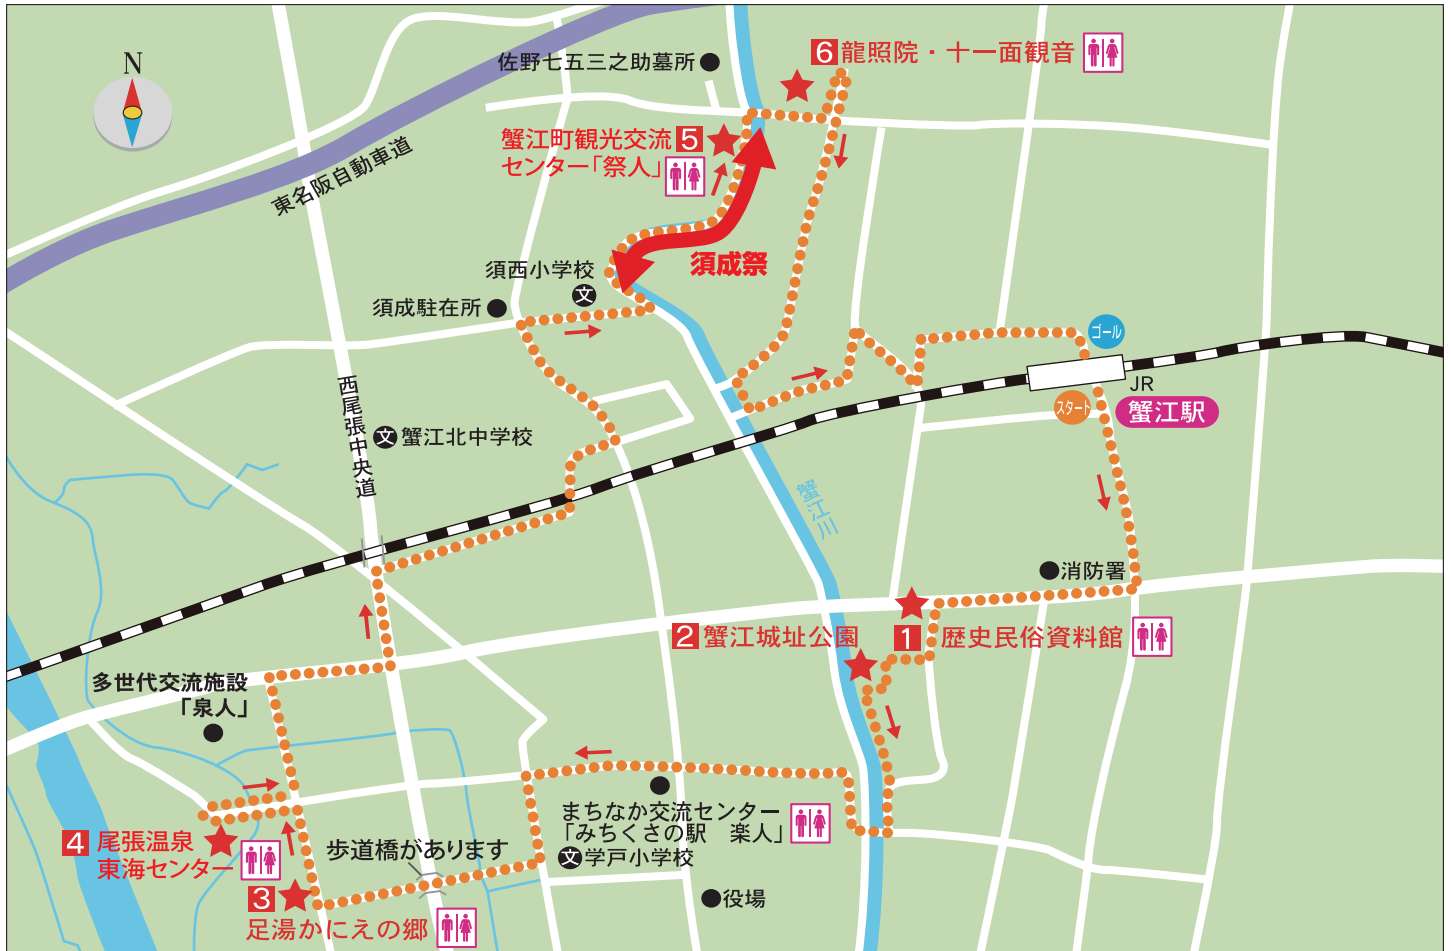 N
佐野七五三之助墓所
6 龍照院・十一面観音
蟹江町観光交流 5
センター「祭人」
東名阪自動車道
須成祭
須西小学校
文
須成駐在所
ゴール
JR
スタート
蟹江駅
西尾張中央道
文 蟹江北中学校
蟹江川
消防署
2 蟹江城址公園
1 歴史民俗資料館
多世代交流施設
「泉人」
まちなか交流センター
「みちくさの駅　楽人」
4 尾張温泉
東海センター
歩道橋があります
文 学戸小学校
3
足湯かにえの郷
役場